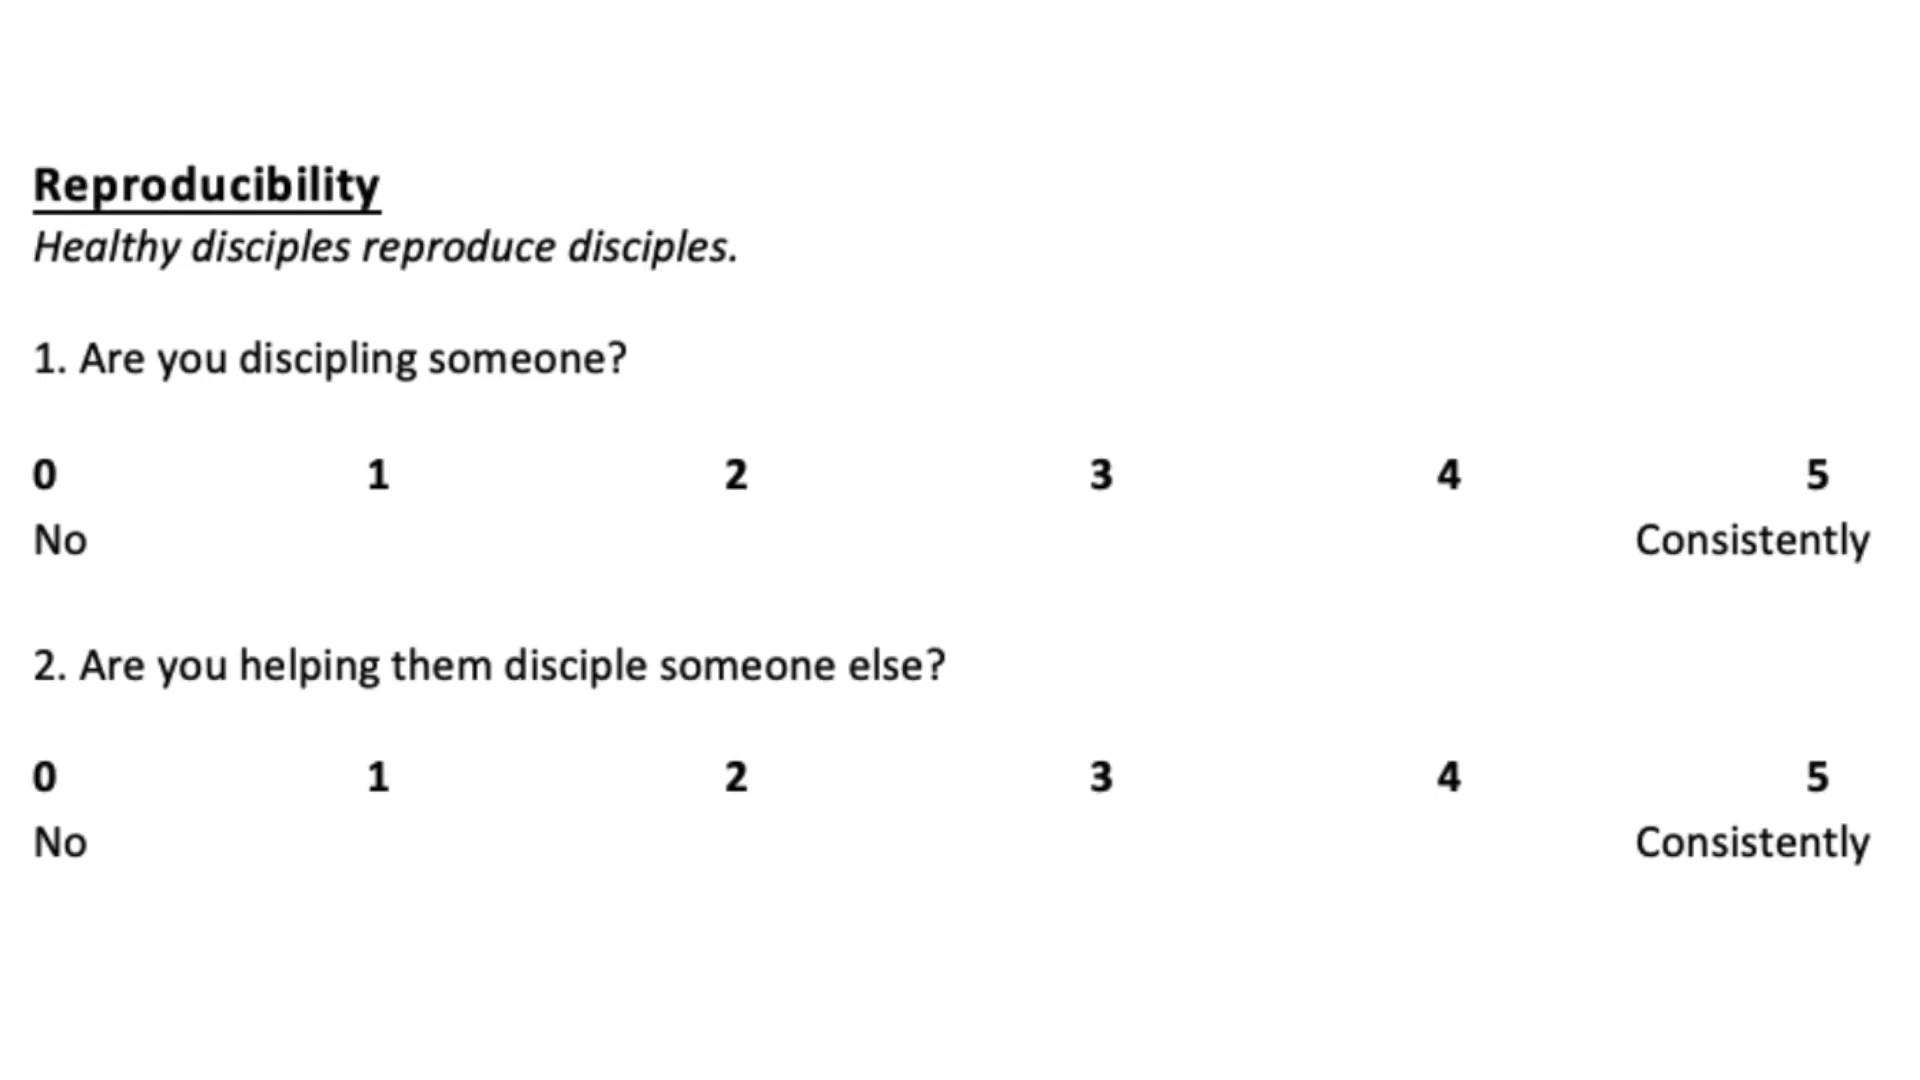 Reproducibility
Healthy disciples reproduce disciples.
1. Are you discipling someone?
0 1 2 3 4 5
No Consistently
2. Are you helping them disciple someone else?
0 1 2 3 4 5
No Consistently